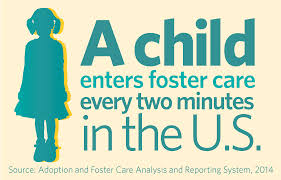 A child
enters foster care
every two minutes
in the U.S.
Source: Adoption and Foster Care Analysis and Reporting System, 2014